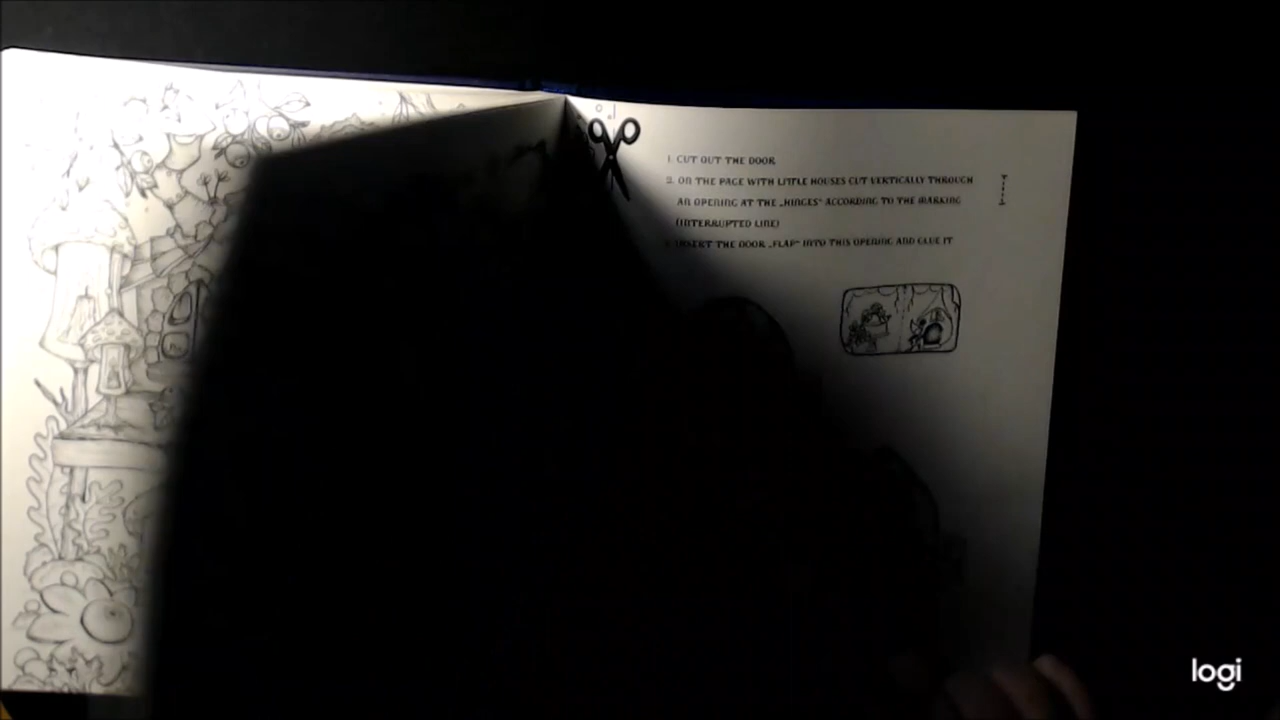 1. CUT OUT THE DOOR
2. ON THE PAGE WITH LITTLE HOUSES CUT VERTICALLY THROUGH
AN OPENING AT THE „HINGES“ ACCORDING TO THE MARKING
(INTERRUPTED LINE)
3. INSERT THE DOOR „FLAP“ INTO THIS OPENING AND GLUE IT
logi